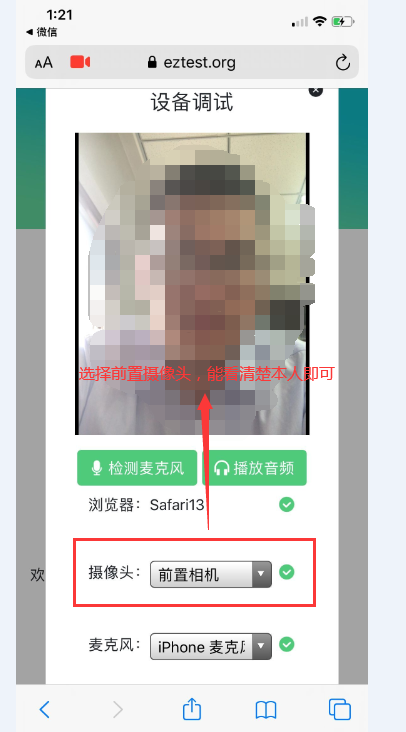 1:21
微信
AA
eztest.org
设备调试
选择前置摄像头，能看清楚本人即可
检测麦克风
播放音频
浏览器：Safari13
欢
摄像头：前置相机
麦克风：iPhone 麦克